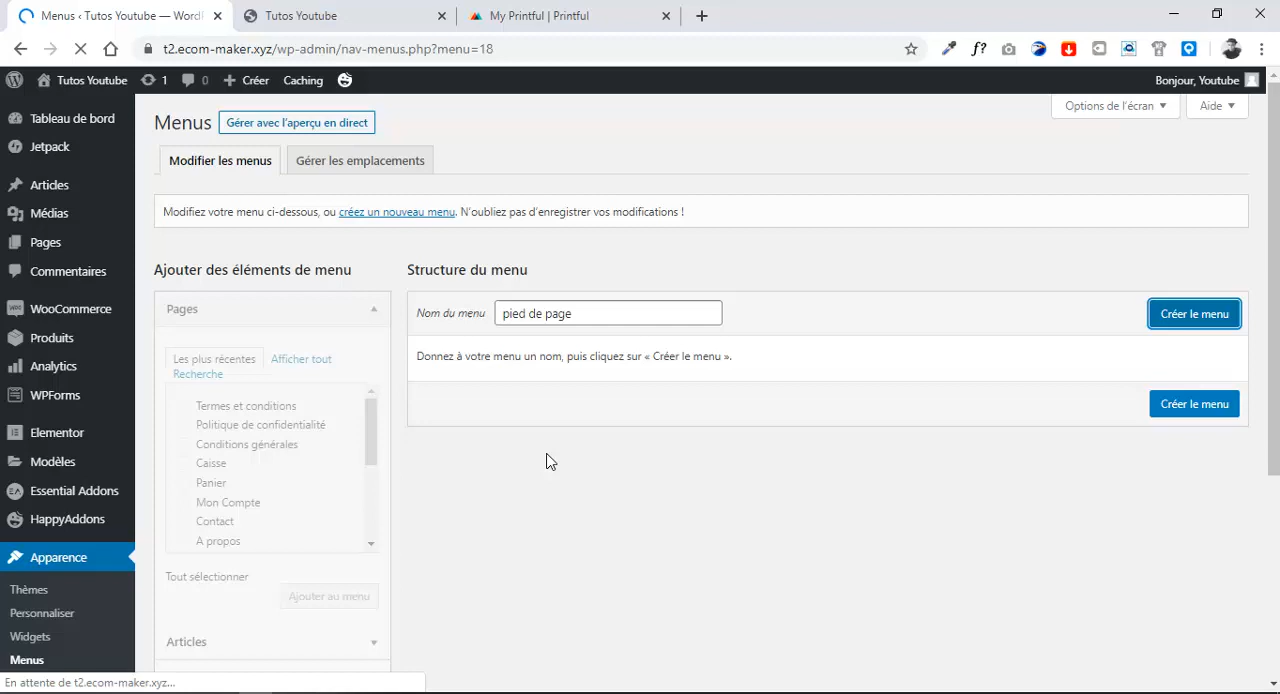 Menus ‹ Tutos Youtube — Word
Tutos Youtube
My Printful | Printful
t2.ecom-maker.xyz/wp-admin/nav-menus.php?menu=18
f?
Tutos Youtube
1
0
Créer
Caching
Bonjour, Youtube
Tableau de bord
Jetpack
Articles
Médias
Pages
Commentaires
WooCommerce
Produits
Analytics
WPForms
Elementor
Modèles
Essential Addons
HappyAddons
Apparence
Thèmes
Personnaliser
Widgets
Menus
Options de l'écran
Aide
Menus
Gérer avec l'aperçu en direct
Modifier les menus
Gérer les emplacements
Modifiez votre menu ci-dessous, ou créez un nouveau menu. N'oubliez pas d'enregistrer vos modifications !
Ajouter des éléments de menu
Pages
Les plus récentes
Afficher tout
Recherche
Termes et conditions
Politique de confidentialité
Conditions générales
Caisse
Panier
Mon Compte
Contact
A propos
Tout sélectionner
Ajouter au menu
Articles
Structure du menu
Nom du menu
pied de page
Créer le menu
Donnez à votre menu un nom, puis cliquez sur « Créer le menu ».
Créer le menu
En attente de t2.ecom-maker.xyz...